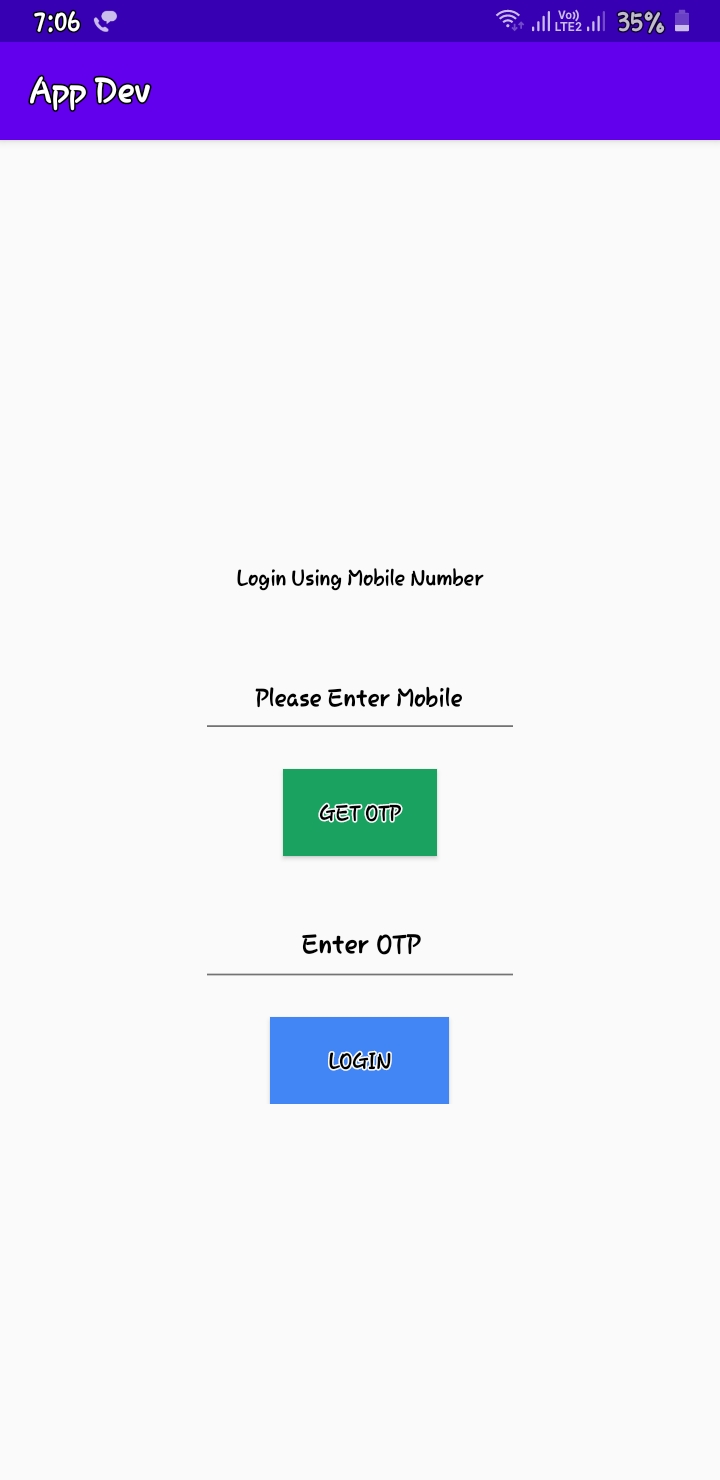 7:06 Vo)) LTE2 35%
App Dev
Login Using Mobile Number
Please Enter Mobile
GET OTP
Enter OTP
LOGIN